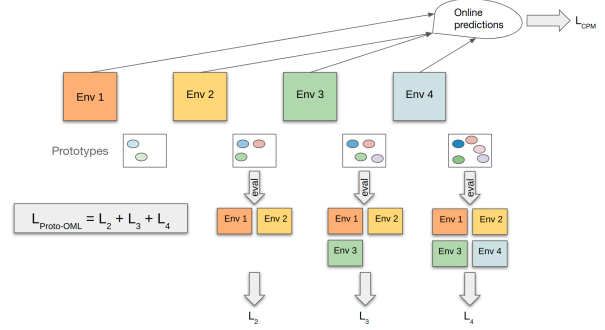 Online
predictions
L_CPM
Env 1
Env 2
Env 3
Env 4
Prototypes
eval
eval
eval
L_Proto-OML = L_2 + L_3 + L_4
Env 1
Env 2
Env 1
Env 2
Env 3
Env 1
Env 2
Env 3
Env 4
L_2
L_3
L_4